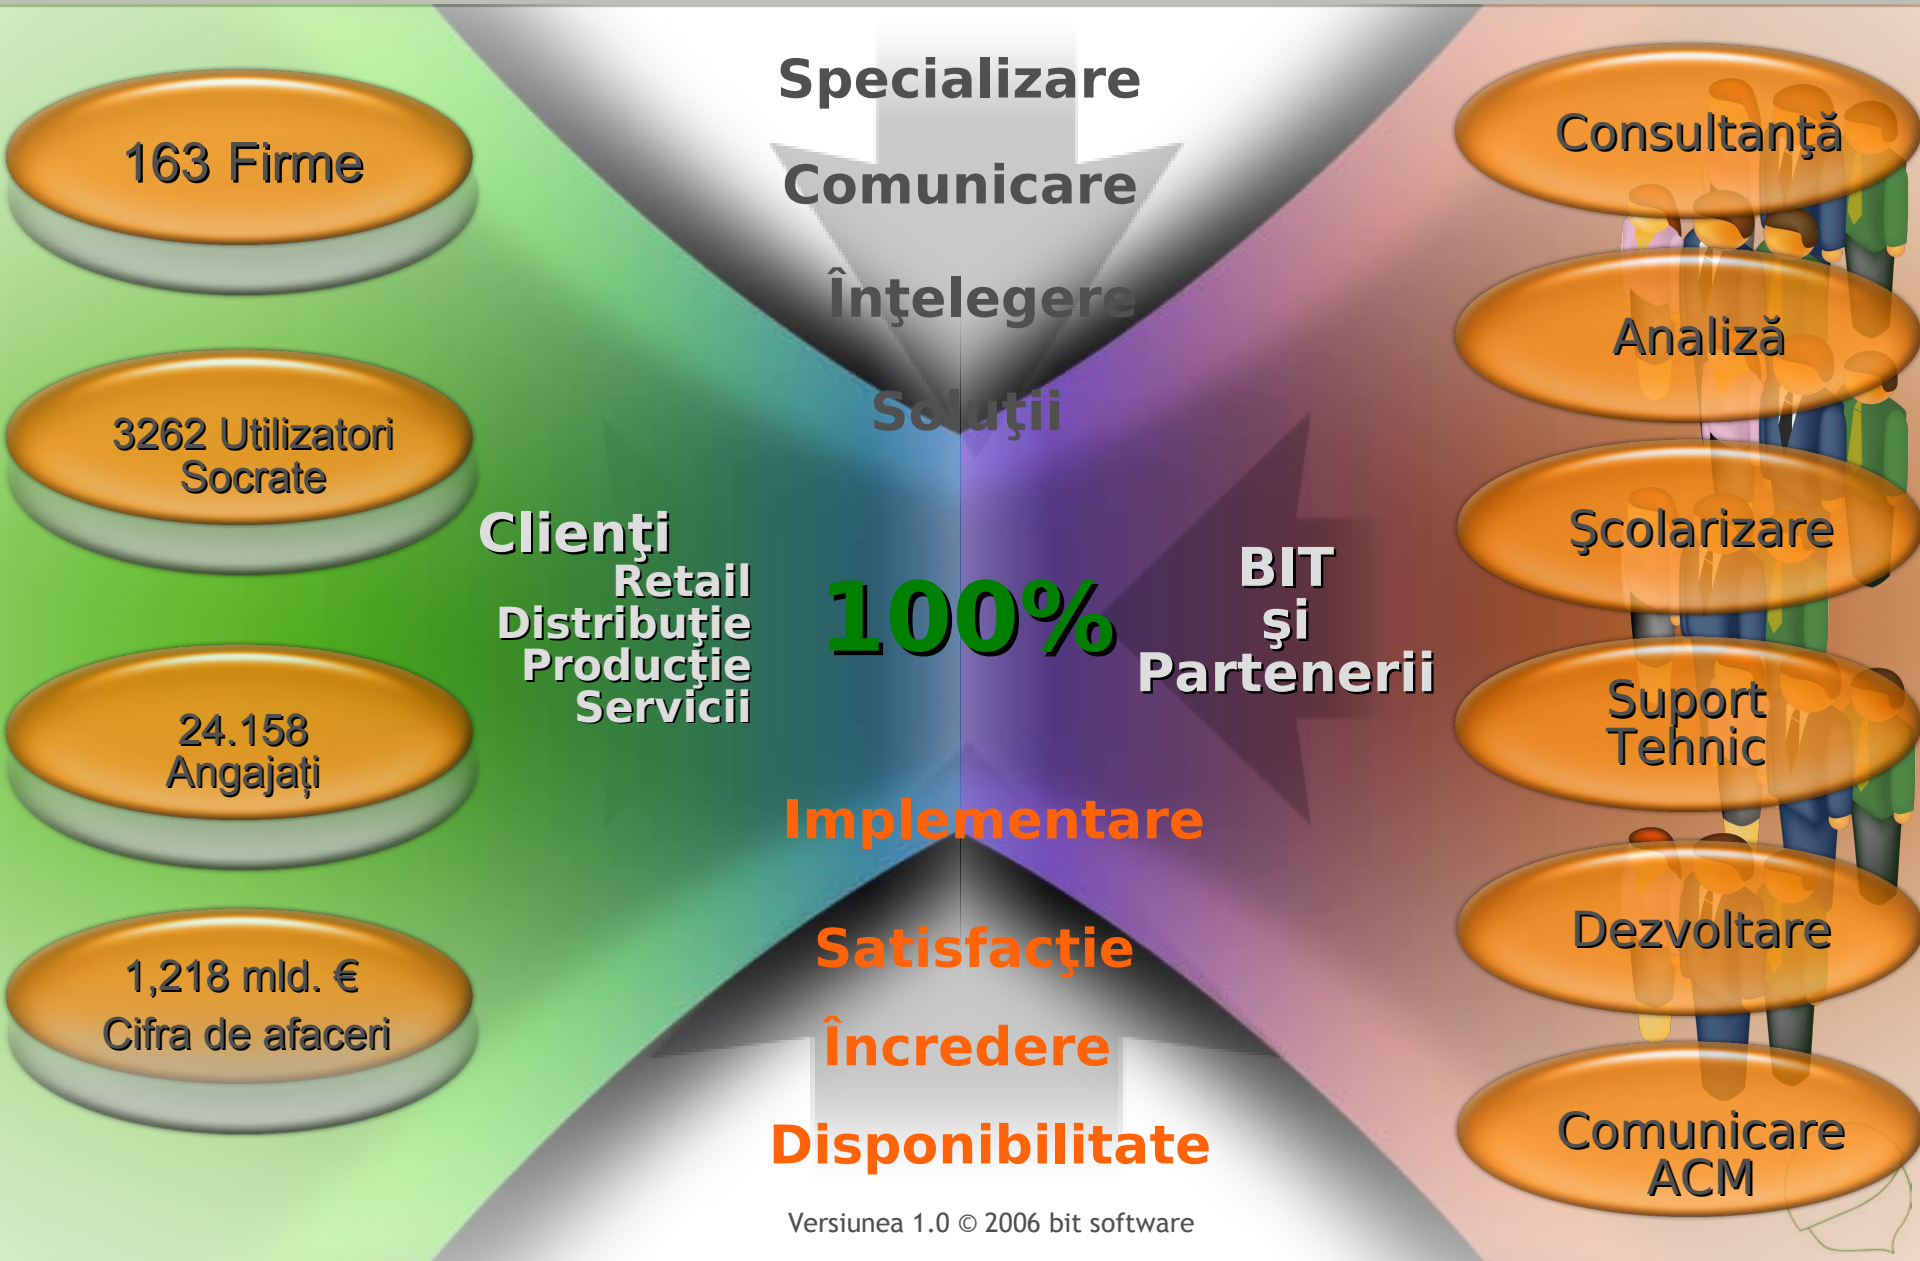 163 Firme
3262 Utilizatori
Socrate
24.158
Angajați
1,218 mld. €
Cifra de afaceri
Clienţi
Retail
Distribuţie
Producţie
Servicii
Specializare
Comunicare
Înţelegere
Soluţii
100%
Implementare
Satisfacţie
Încredere
Disponibilitate
BIT
şi
Partenerii
Consultanţă
Analiză
Şcolarizare
Suport
Tehnic
Dezvoltare
Comunicare
ACM
Versiunea 1.0 © 2006 bit software